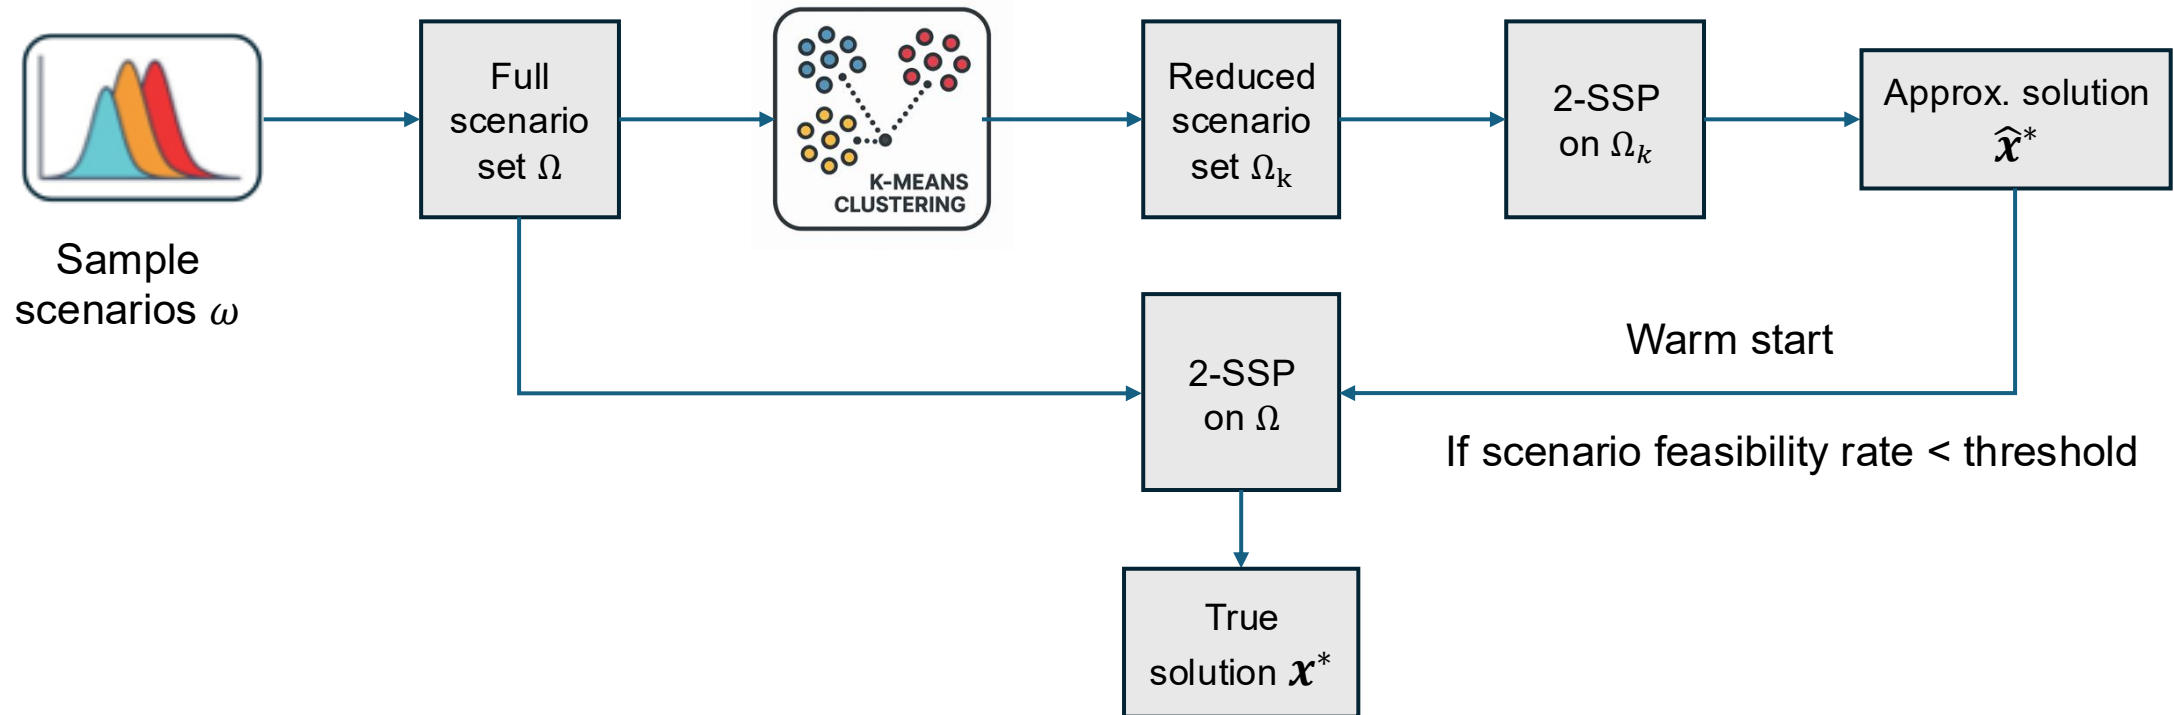 Sample
scenarios ω
Full
scenario
set Ω
K-MEANS
CLUSTERING
Reduced
scenario
set Ωₖ
2-SSP
on Ωₖ
Approx. solution
x̂*
Warm start
If scenario feasibility rate < threshold
2-SSP
on Ω
True
solution x*